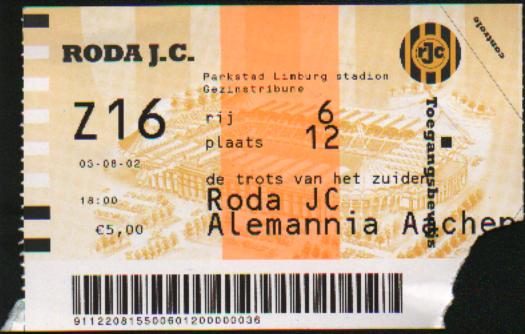 RODA J.C.
controle
RJC
Parkstad Limburg stadion
Gezinstribune
Z16
rij 6
plaats 12
Toegangsbewijs
03-08-02
de trots van het zuiden
18:00
Roda JC
€5,00
Alemannia Aachen
9112208155006012000000036